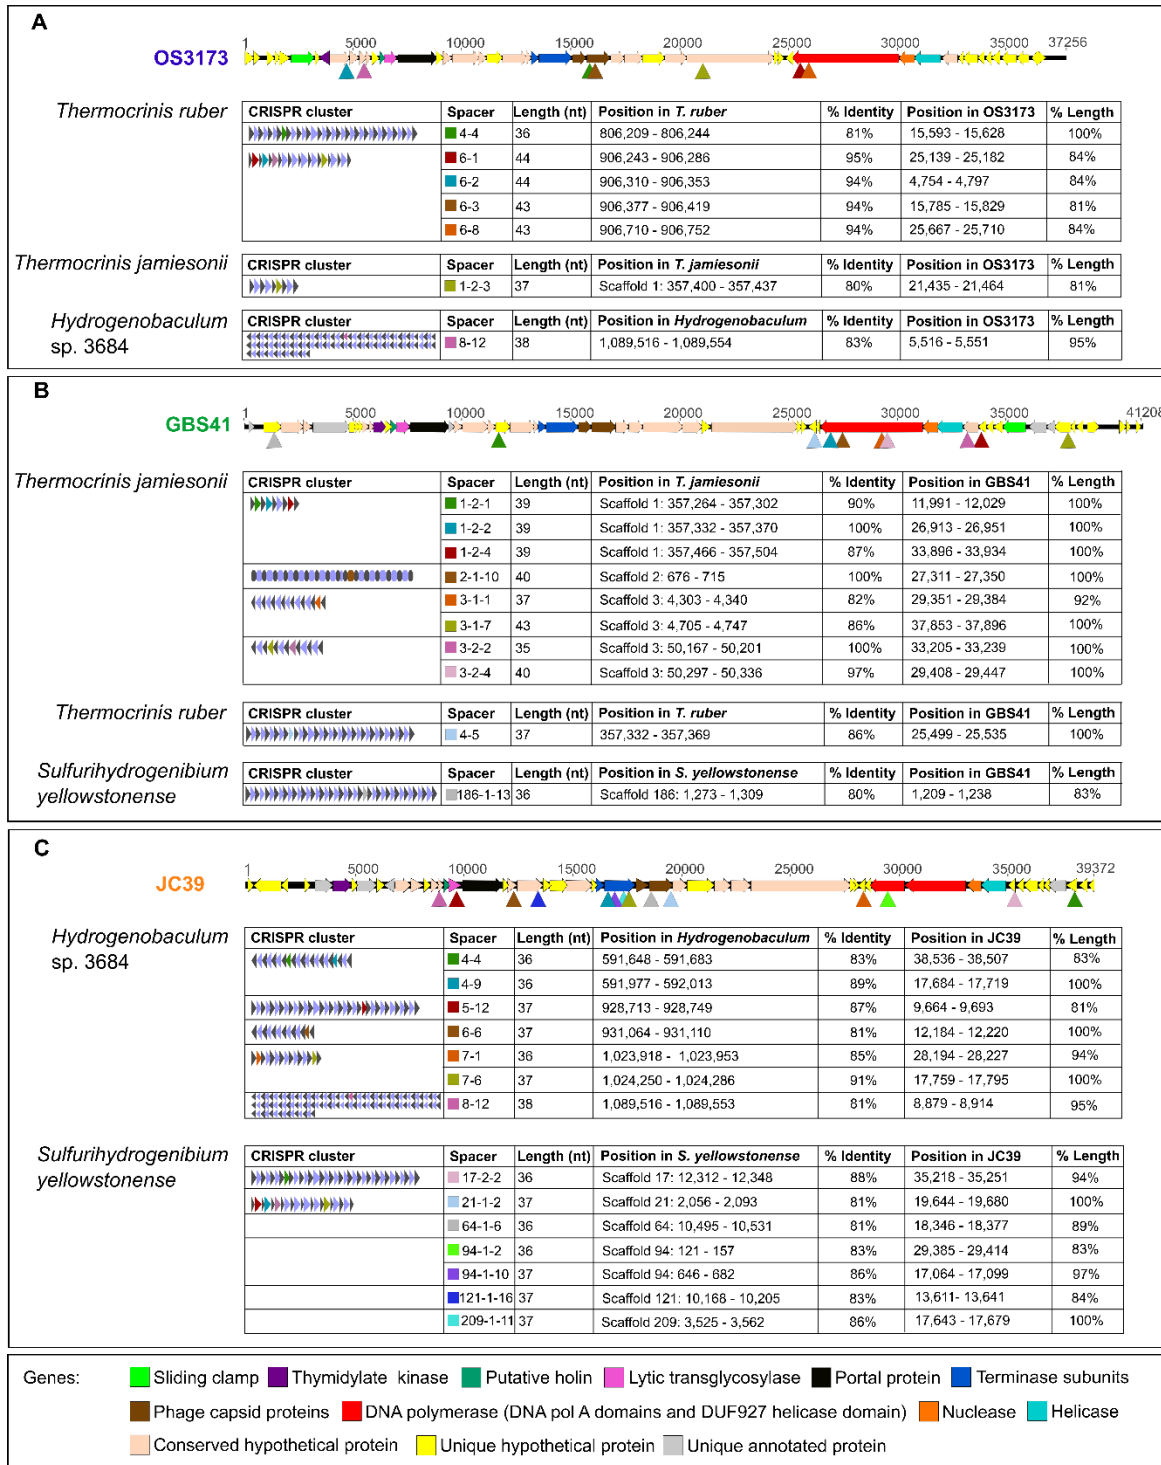 A
1 5000 10000 15000 20000 25000 30000 35000 37256
OS3173
Thermocrinis ruber
CRISPR cluster Spacer Length (nt) Position in T. ruber % Identity Position in OS3173 % Length
4-4 36 806,209 - 806,244 81% 15,593 - 15,628 100%
6-1 44 906,243 - 906,286 95% 25,139 - 25,182 84%
6-2 44 906,310 - 906,353 94% 4,754 - 4,797 84%
6-3 43 906,377 - 906,419 94% 15,785 - 15,829 81%
6-8 43 906,710 - 906,752 94% 25,667 - 25,710 84%
Thermocrinis jamiesonii
CRISPR cluster Spacer Length (nt) Position in T. jamiesonii % Identity Position in OS3173 % Length
1-2-3 37 Scaffold 1: 357,400 - 357,437 80% 21,435 - 21,464 81%
Hydrogenobaculum
sp. 3684
CRISPR cluster Spacer Length (nt) Position in Hydrogenobaculum % Identity Position in OS3173 % Length
8-12 38 1,089,516 - 1,089,554 83% 5,516 - 5,551 95%
B
1 5000 10000 15000 20000 25000 30000 35000 41208
GBS41
Thermocrinis jamiesonii
CRISPR cluster Spacer Length (nt) Position in T. jamiesonii % Identity Position in GBS41 % Length
1-2-1 39 Scaffold 1: 357,264 - 357,302 90% 11,991 - 12,029 100%
1-2-2 39 Scaffold 1: 357,332 - 357,370 100% 26,913 - 26,951 100%
1-2-4 39 Scaffold 1: 357,466 - 357,504 87% 33,896 - 33,934 100%
2-1-10 40 Scaffold 2: 676 - 715 100% 27,311 - 27,350 100%
3-1-1 37 Scaffold 3: 4,303 - 4,340 82% 29,351 - 29,384 92%
3-1-7 43 Scaffold 3: 4,705 - 4,747 86% 37,853 - 37,896 100%
3-2-2 35 Scaffold 3: 50,167 - 50,201 100% 33,205 - 33,239 100%
3-2-4 40 Scaffold 3: 50,297 - 50,336 97% 29,408 - 29,447 100%
Thermocrinis ruber
CRISPR cluster Spacer Length (nt) Position in T. ruber % Identity Position in GBS41 % Length
4-5 37 357,332 - 357,369 86% 25,499 - 25,535 100%
Sulfurihydrogenibium
yellowstonense
CRISPR cluster Spacer Length (nt) Position in S. yellowstonense % Identity Position in GBS41 % Length
186-1-13 36 Scaffold 186: 1,273 - 1,309 80% 1,209 - 1,238 83%
C
1 5000 10000 15000 20000 25000 30000 35000 39372
JC39
Hydrogenobaculum
sp. 3684
CRISPR cluster Spacer Length (nt) Position in Hydrogenobaculum % Identity Position in JC39 % Length
4-4 36 591,648 - 591,683 83% 38,536 - 38,507 83%
4-9 36 591,977 - 592,013 89% 17,684 - 17,719 100%
5-12 37 928,713 - 928,749 87% 9,664 - 9,693 81%
6-6 37 931,064 - 931,110 81% 12,184 - 12,220 100%
7-1 36 1,023,918 - 1,023,953 85% 28,194 - 28,227 94%
7-6 37 1,024,250 - 1,024,286 91% 17,759 - 17,795 100%
8-12 38 1,089,516 - 1,089,553 81% 8,879 - 8,914 95%
Sulfurihydrogenibium
yellowstonense
CRISPR cluster Spacer Length (nt) Position in S. yellowstonense % Identity Position in JC39 % Length
17-2-2 36 Scaffold 17: 12,312 - 12,348 88% 35,218 - 35,251 94%
21-1-2 37 Scaffold 21: 2,056 - 2,093 81% 19,644 - 19,680 100%
64-1-6 36 Scaffold 64: 10,495 - 10,531 81% 18,346 - 18,377 89%
94-1-2 36 Scaffold 94: 121 - 157 83% 29,385 - 29,414 83%
94-1-10 37 Scaffold 94: 646 - 682 86% 17,064 - 17,099 97%
121-1-16 37 Scaffold 121: 10,168 - 10,205 83% 13,611 - 13,641 84%
209-1-11 37 Scaffold 209: 3,525 - 3,562 86% 17,643 - 17,679 100%
Genes: Sliding clamp Thymidylate kinase Putative holin Lytic transglycosylase Portal protein Terminase subunits
Phage capsid proteins DNA polymerase (DNA pol A domains and DUF927 helicase domain) Nuclease Helicase
Conserved hypothetical protein Unique hypothetical protein Unique annotated protein